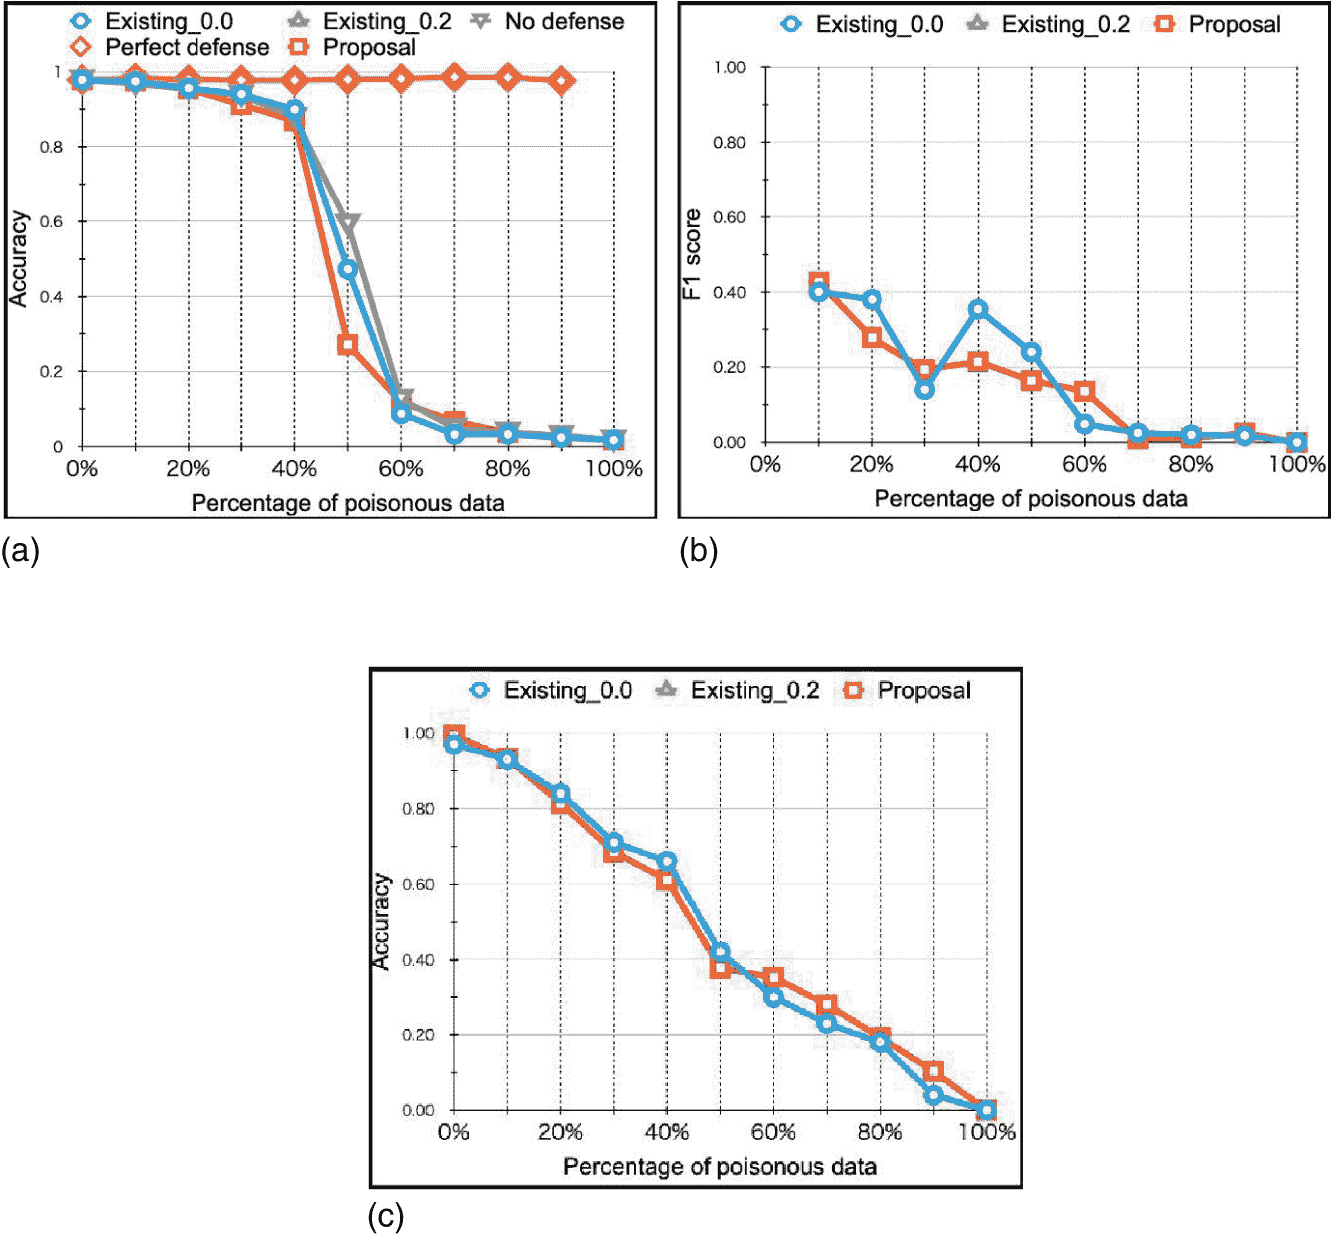 Existing_0.0 Existing_0.2 No defense
Perfect defense Proposal
1
0.8
0.6
0.4
0.2
0
Accuracy
0% 20% 40% 60% 80% 100%
Percentage of poisonous data
(a)
Existing_0.0 Existing_0.2 Proposal
1.00
0.80
0.60
0.40
0.20
0.00
F1 score
0% 20% 40% 60% 80% 100%
Percentage of poisonous data
(b)
Existing_0.0 Existing_0.2 Proposal
1.00
0.80
0.60
0.40
0.20
0.00
Accuracy
0% 20% 40% 60% 80% 100%
Percentage of poisonous data
(c)